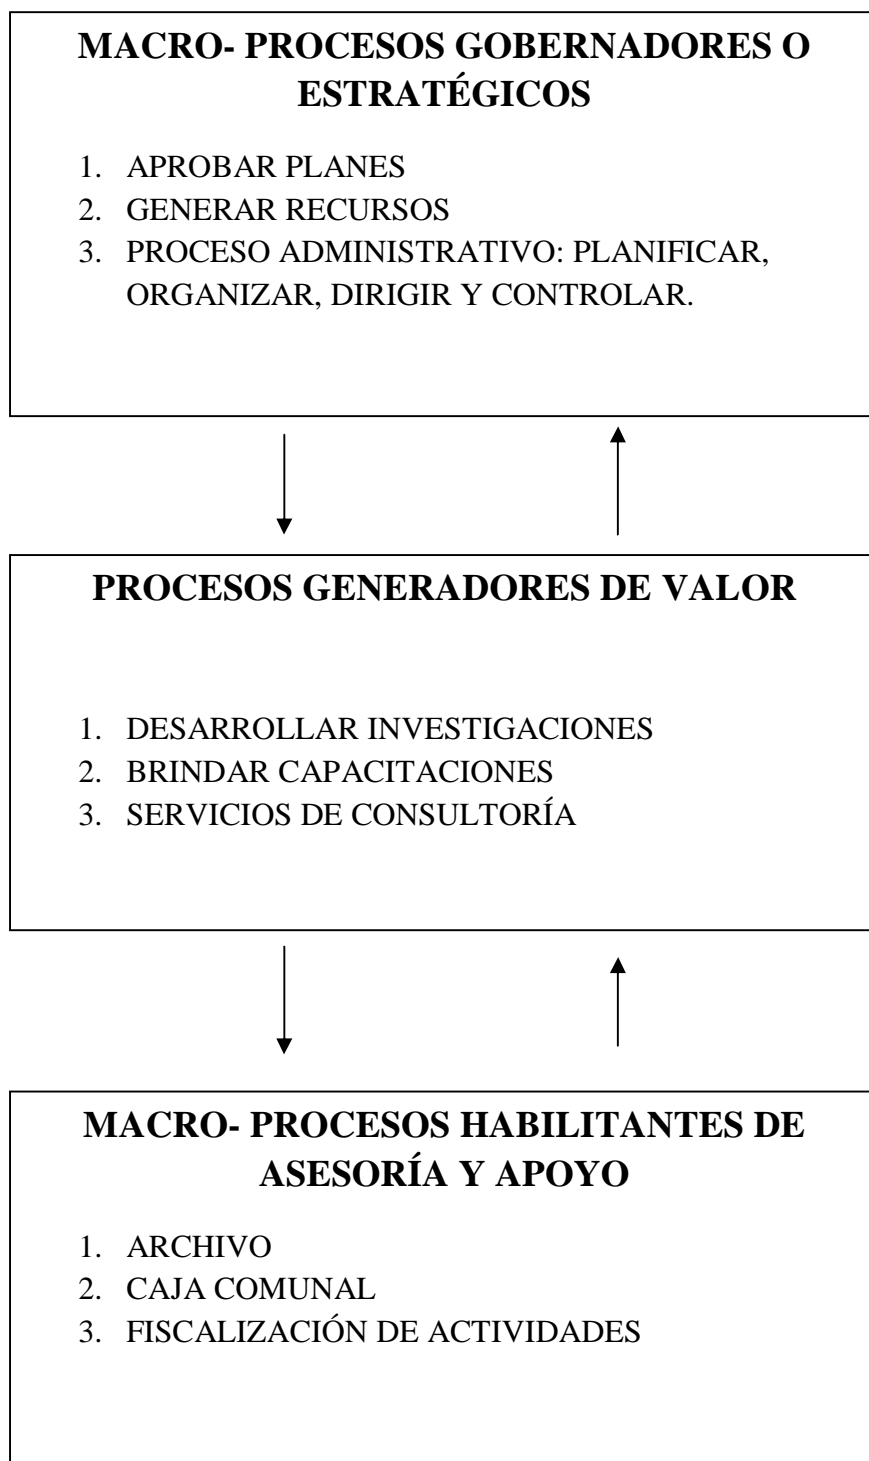 MACRO- PROCESOS GOBERNADORES O
ESTRATÉGICOS
1. APROBAR PLANES
2. GENERAR RECURSOS
3. PROCESO ADMINISTRATIVO: PLANIFICAR,
ORGANIZAR, DIRIGIR Y CONTROLAR.
PROCESOS GENERADORES DE VALOR
1. DESARROLLAR INVESTIGACIONES
2. BRINDAR CAPACITACIONES
3. SERVICIOS DE CONSULTORÍA
MACRO- PROCESOS HABILITANTES DE
ASESORÍA Y APOYO
1. ARCHIVO
2. CAJA COMUNAL
3. FISCALIZACIÓN DE ACTIVIDADES